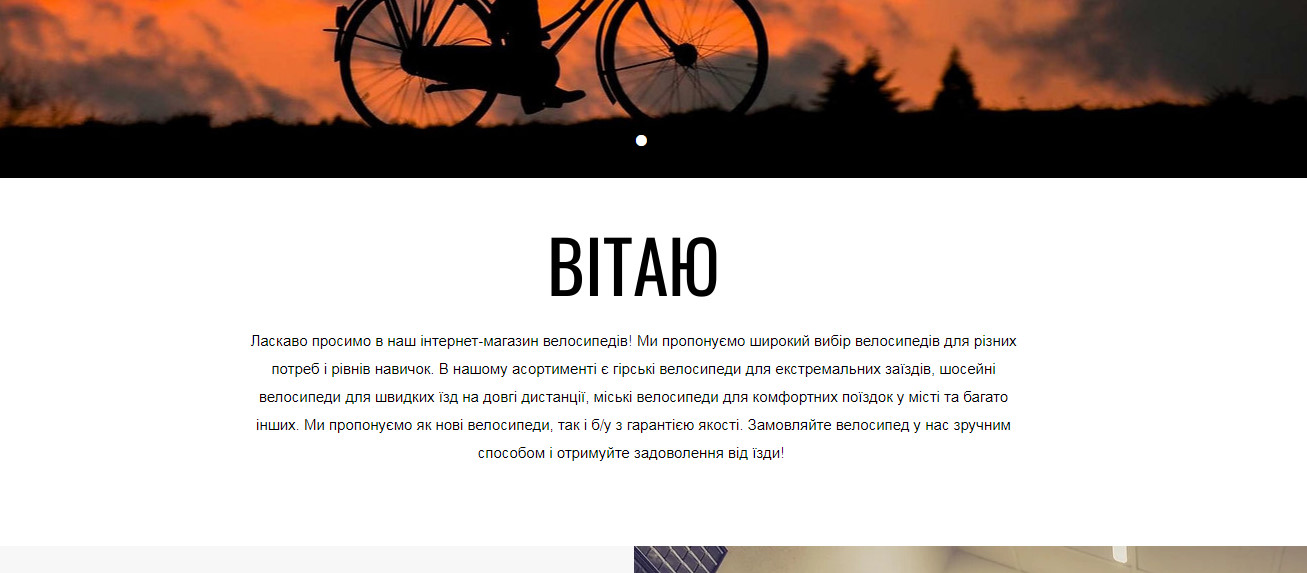 ВІТАЮ
Ласкаво просимо в наш інтернет-магазин велосипедів! Ми пропонуємо широкий вибір велосипедів для різних
потреб і рівнів навичок. В нашому асортименті є гірські велосипеди для екстремальних заїздів, шосейні
велосипеди для швидких їзд на довгі дистанції, міські велосипеди для комфортних поїздок у місті та багато
інших. Ми пропонуємо як нові велосипеди, так і б/у з гарантією якості. Замовляйте велосипед у нас зручним
способом і отримуйте задоволення від їзди!